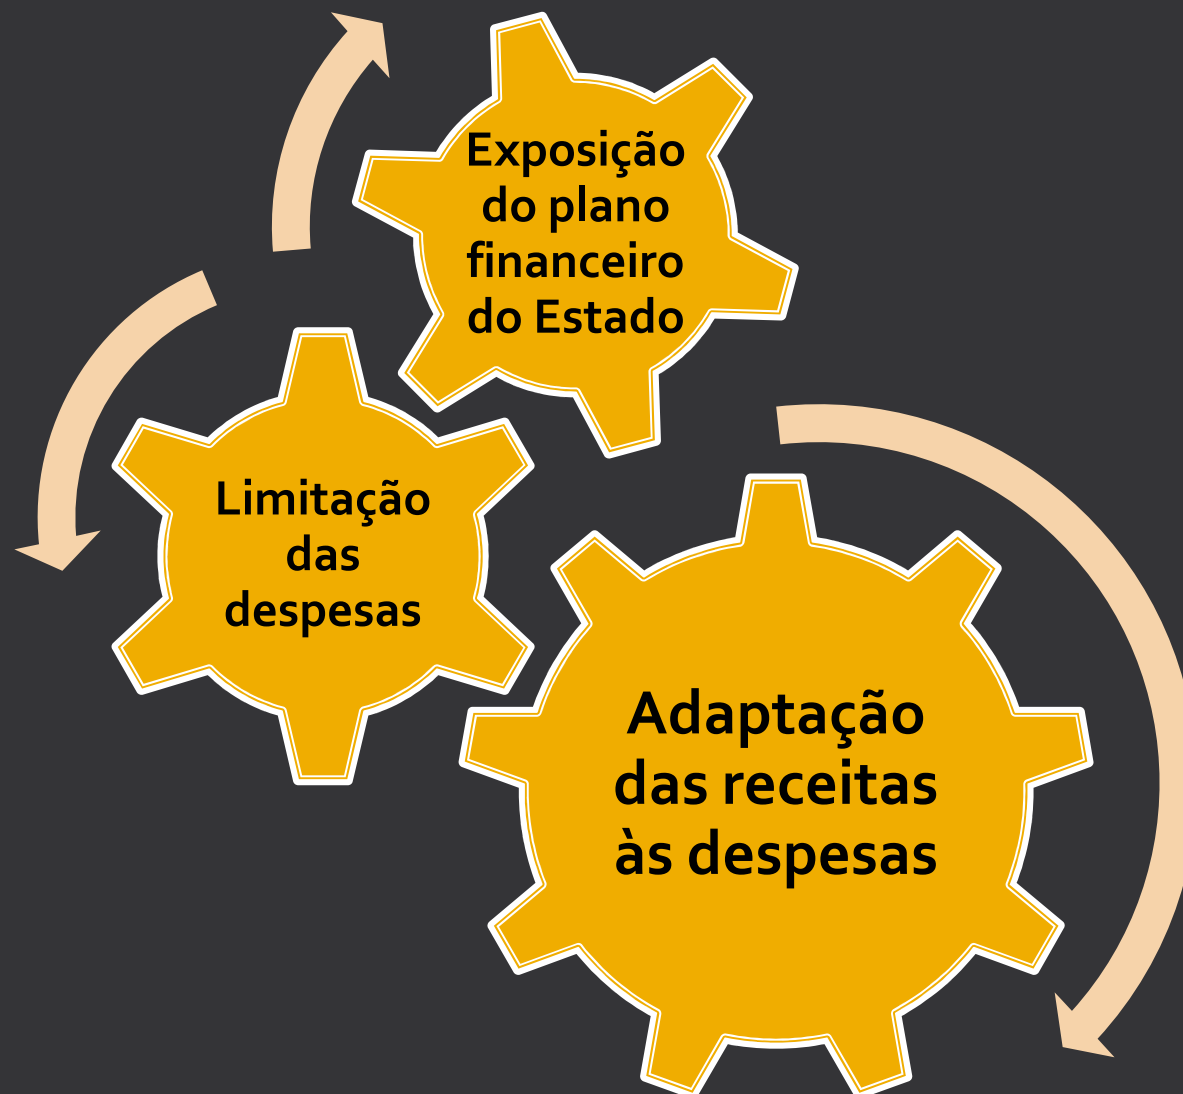 Exposição
do plano
financeiro
do Estado
Limitação
das
despesas
Adaptação
das receitas
às despesas